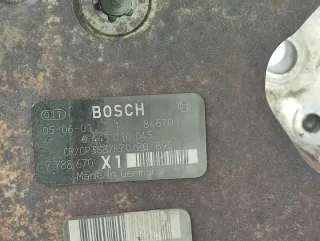 BOSCH
05-06-01 84670
0 445 010 045
CR/CP3S3/R70/20
7 788 670 X1
Made in Germany